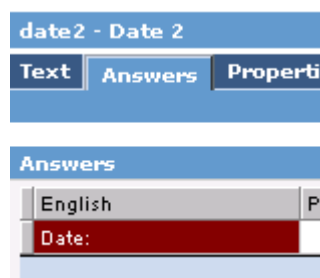 date2 - Date 2
Text Answers Properti
Answers
English P
Date: